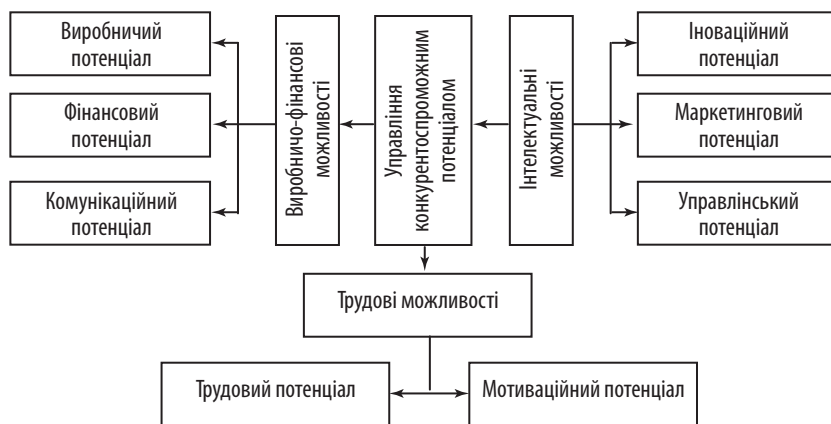 Виробничий
потенціал
Фінансовий
потенціал
Комунікаційний
потенціал
Виробничо-фінансові
можливості
Управління
конкурентоспроможним
потенціалом
Інтелектуальні
можливості
Іноваційний
потенціал
Маркетинговий
потенціал
Управлінський
потенціал
Трудові можливості
Трудовий потенціал
Мотиваційний потенціал